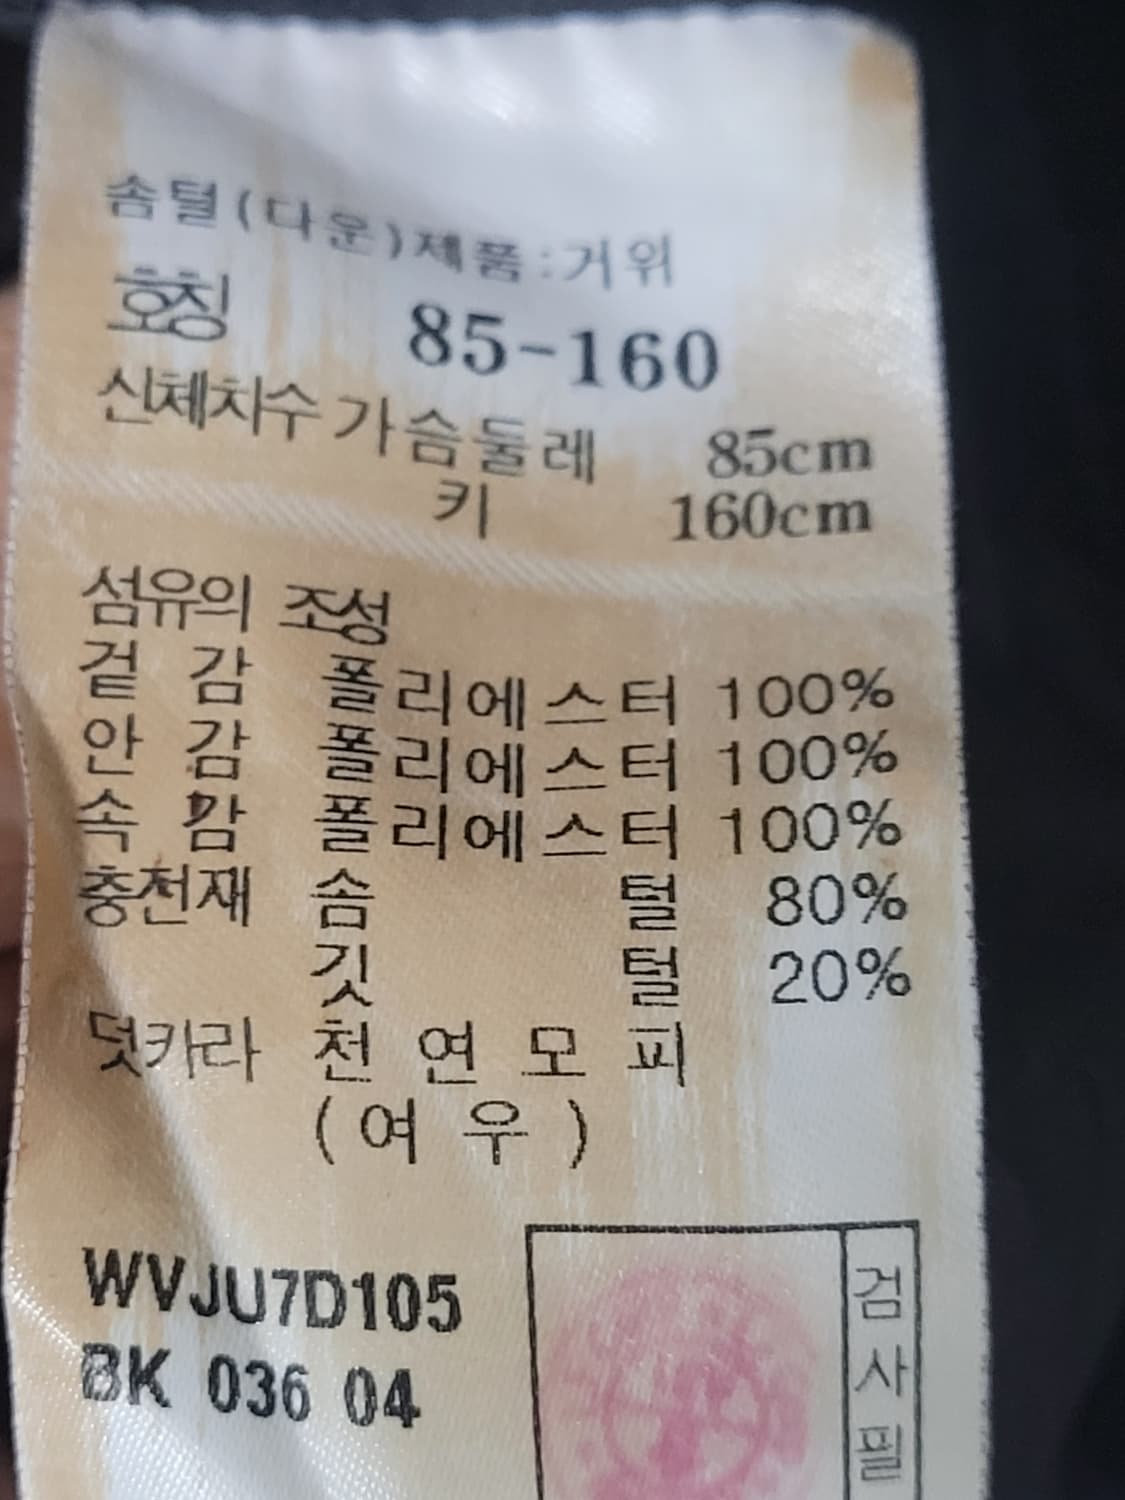 솜털(다운)제품:거위
호칭 85-160
신체치수 가슴둘레 85cm
키 160cm
섬유의 조성
겉감 폴리에스터 100%
안감 폴리에스터 100%
속감 폴리에스터 100%
충전재 솜털 80%
깃털 20%
덧카라 천연모피
(여우)
WVJU7D105
BK 036 04
검사필